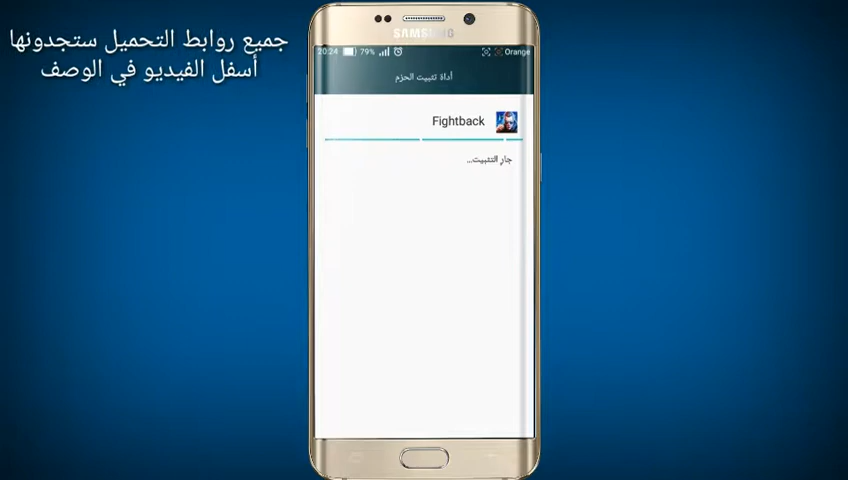 جميع روابط التحميل ستجدونها
أسفل الفيديو في الوصف
SAMSUNG
20:24 79% Orange
أداة تثبيت الحزم
Fightback
جارٍ التثبيت...